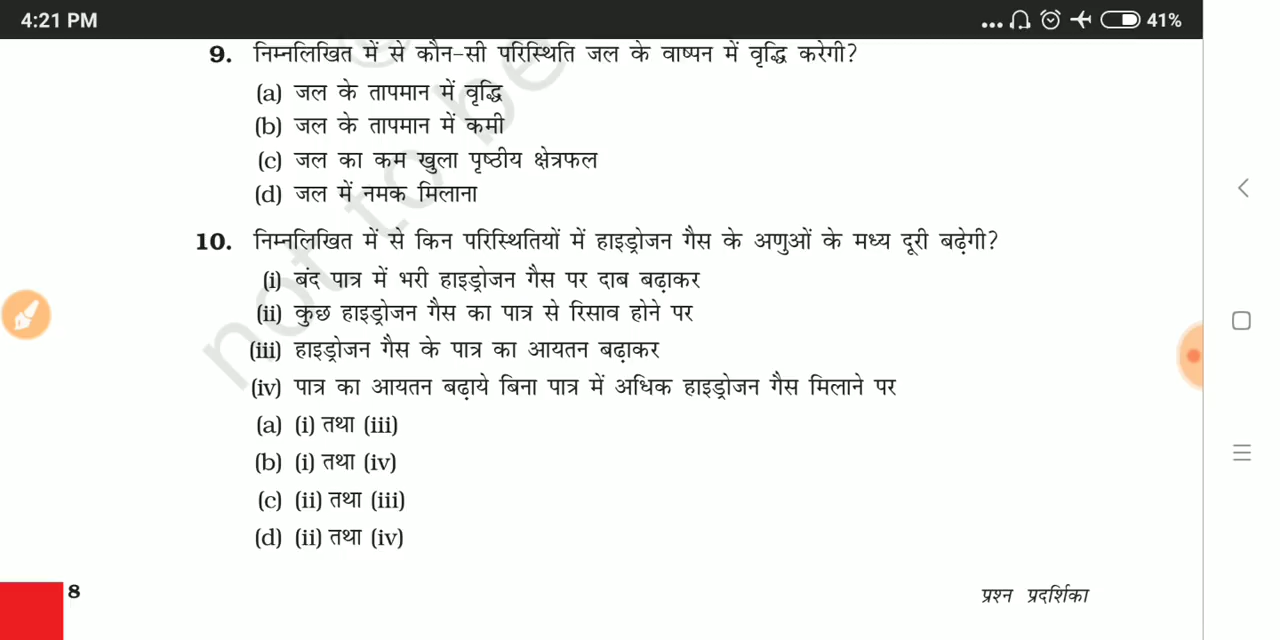 4:21 PM
41%
9. निम्नलिखित में से कौन-सी परिस्थिति जल के वाष्पन में वृद्धि करेगी?
(a) जल के तापमान में वृद्धि
(b) जल के तापमान में कमी
(c) जल का कम खुला पृष्ठीय क्षेत्रफल
(d) जल में नमक मिलाना
10. निम्नलिखित में से किन परिस्थितियों में हाइड्रोजन गैस के अणुओं के मध्य दूरी बढ़ेगी?
(i) बंद पात्र में भरी हाइड्रोजन गैस पर दाब बढ़ाकर
(ii) कुछ हाइड्रोजन गैस का पात्र से रिसाव होने पर
(iii) हाइड्रोजन गैस के पात्र का आयतन बढ़ाकर
(iv) पात्र का आयतन बढ़ाये बिना पात्र में अधिक हाइड्रोजन गैस मिलाने पर
(a) (i) तथा (iii)
(b) (i) तथा (iv)
(c) (ii) तथा (iii)
(d) (ii) तथा (iv)
not to be
8
प्रश्न प्रदर्शिका